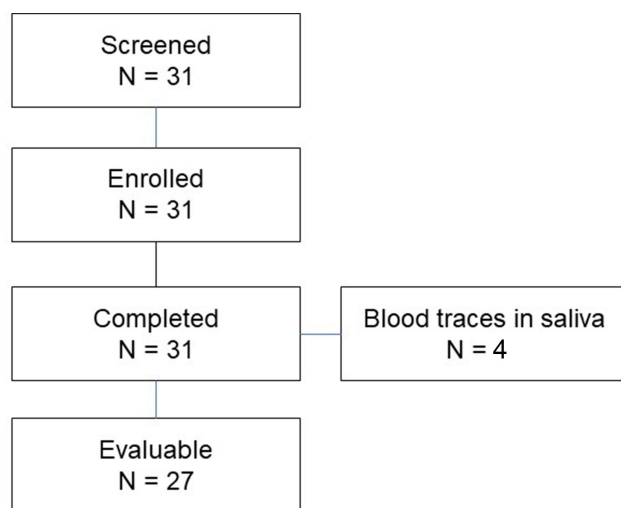 Screened
N = 31
Enrolled
N = 31
Completed
N = 31
Blood traces in saliva
N = 4
Evaluable
N = 27